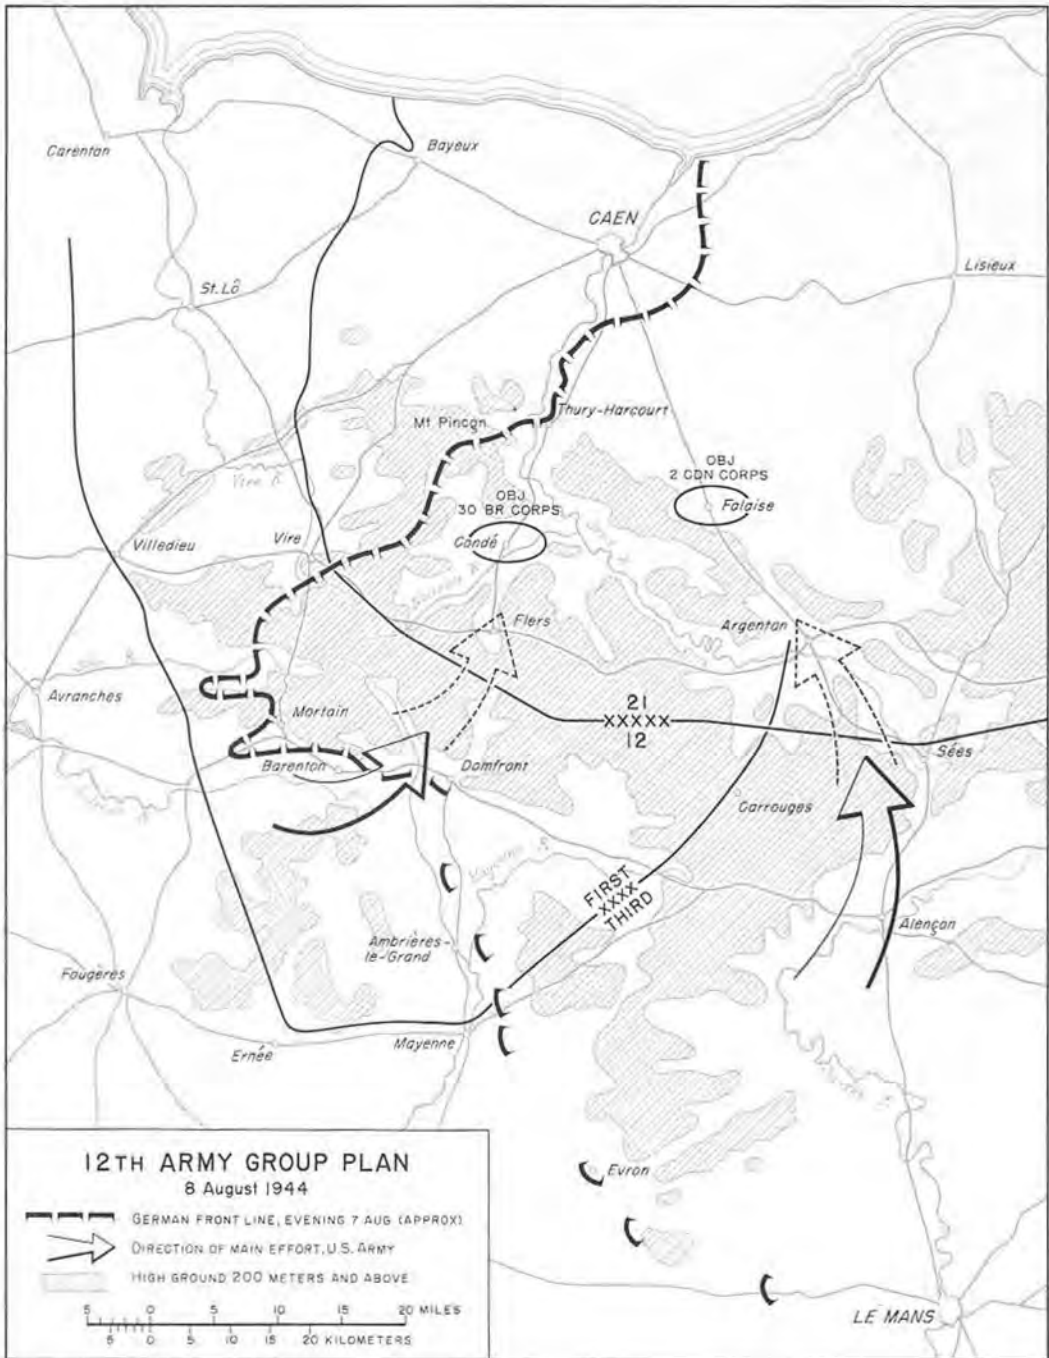 Carentan
Bayeux
CAEN
St. Lô
Lisieux
Mt Pinçon
Thury-Harcourt
OBJ
2 CDN CORPS
Falaise
OBJ
30 BR CORPS
Condé
Vire R
Villedieu
Vire
Flers
Argentan
Avranches
Mortain
21
XXXXX
12
Sées
Barenton
Domfront
Carrouges
Mayenne R
FIRST
XXXX
THIRD
Alençon
Ambrières-
le-Grand
Fougères
Ernée
Mayenne
Evron
LE MANS
12TH ARMY GROUP PLAN
8 August 1944
GERMAN FRONT LINE, EVENING 7 AUG (APPROX)
DIRECTION OF MAIN EFFORT, U.S. ARMY
HIGH GROUND 200 METERS AND ABOVE
5 0 5 10 15 20 MILES
5 0 5 10 15 20 KILOMETERS